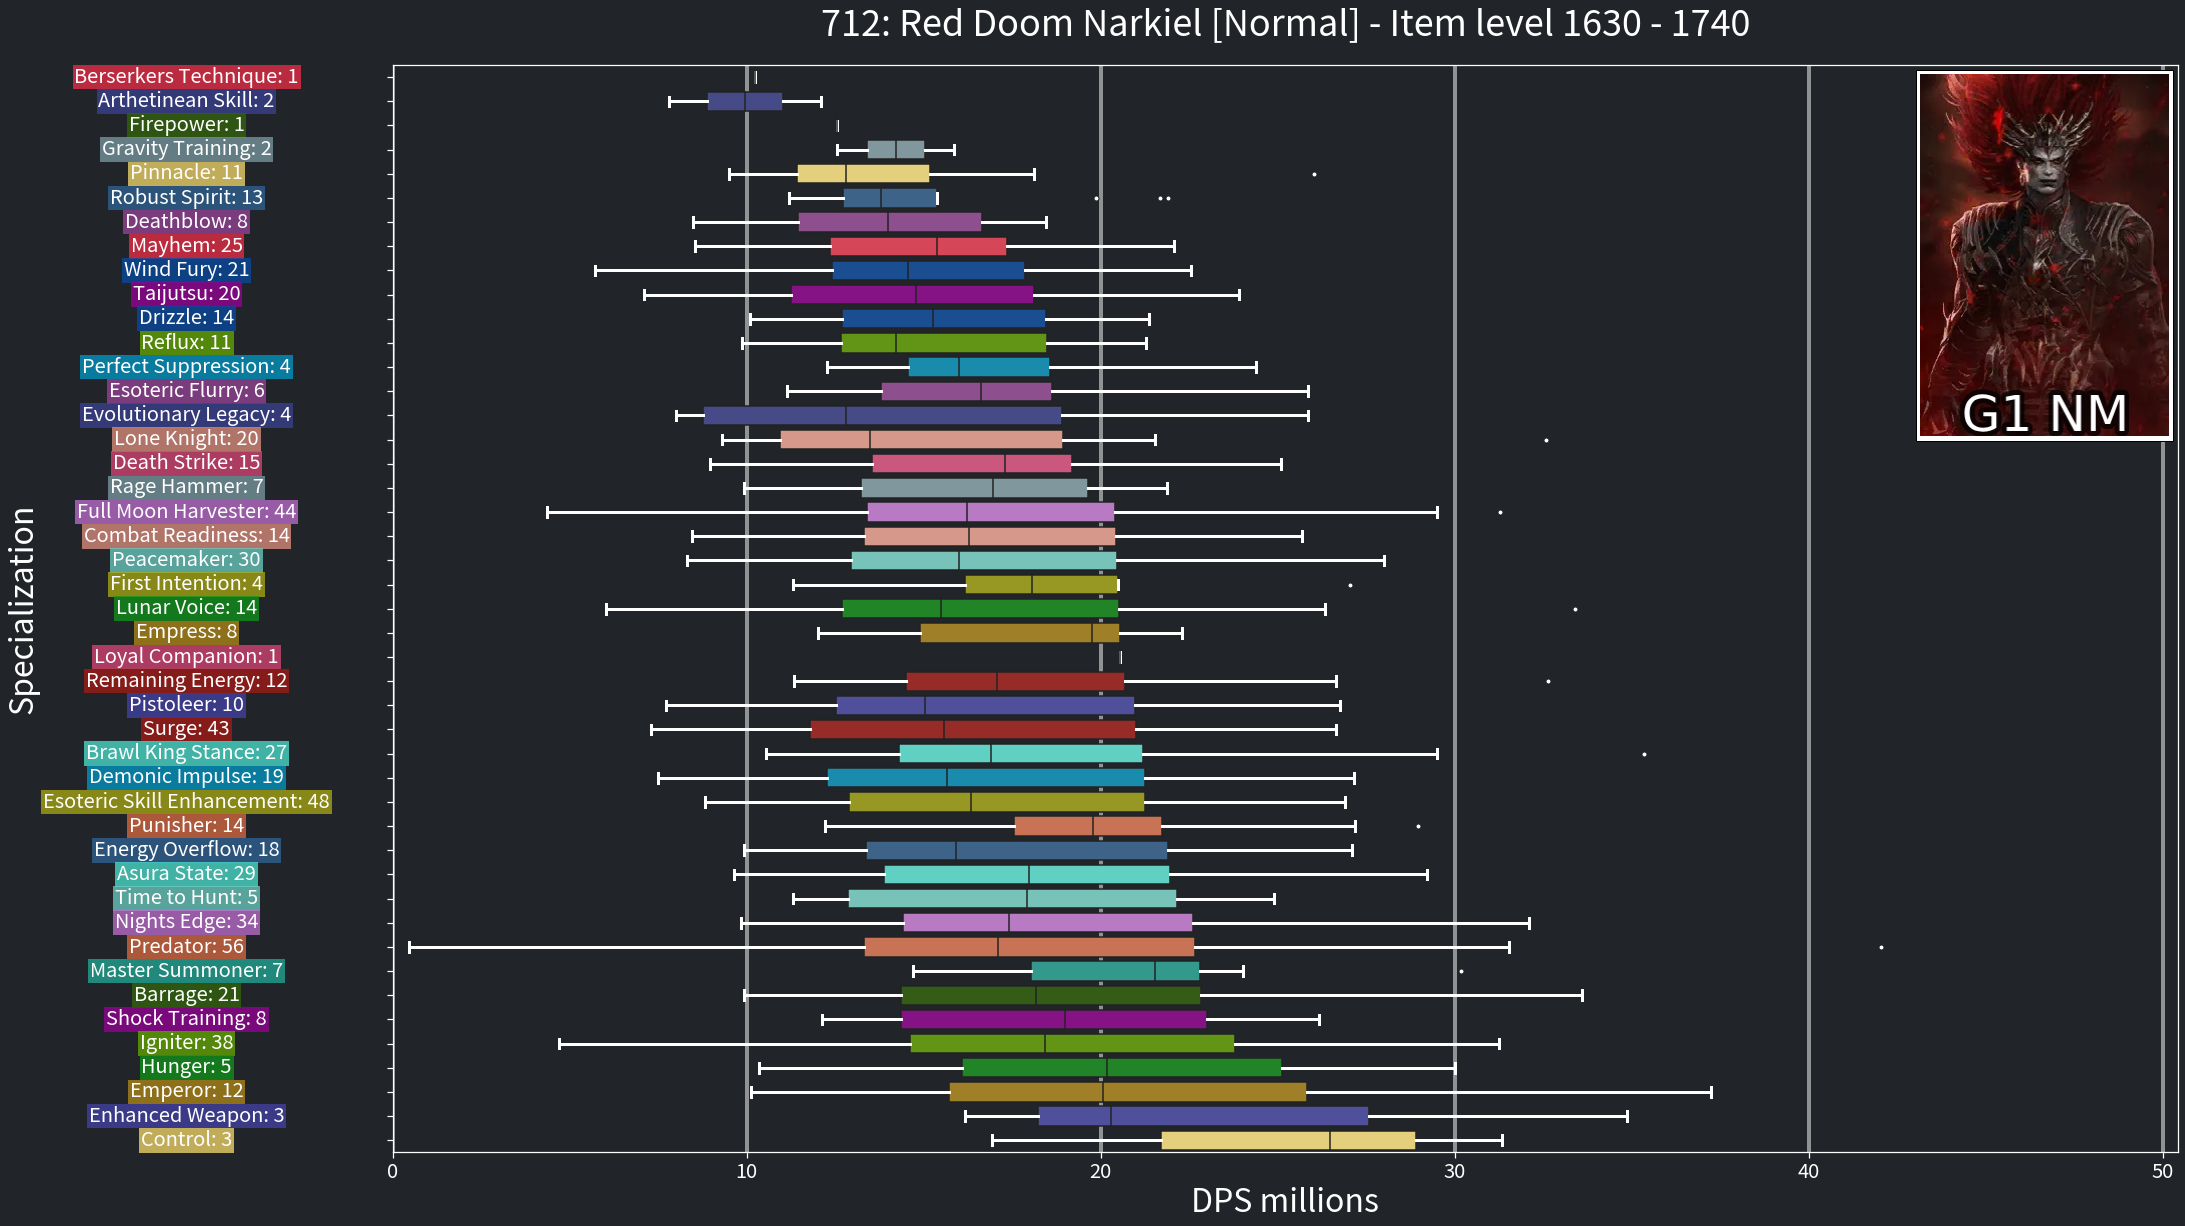 712: Red Doom Narkiel [Normal] - Item level 1630 - 1740
Berserkers Technique: 1
Arthetinean Skill: 2
Firepower: 1
Gravity Training: 2
Pinnacle: 11
Robust Spirit: 13
Deathblow: 8
Mayhem: 25
Wind Fury: 21
Taijutsu: 20
Drizzle: 14
Reflux: 11
Perfect Suppression: 4
Esoteric Flurry: 6
Evolutionary Legacy: 4
Lone Knight: 20
Death Strike: 15
Rage Hammer: 7
Full Moon Harvester: 44
Combat Readiness: 14
Peacemaker: 30
First Intention: 4
Lunar Voice: 14
Empress: 8
Loyal Companion: 1
Remaining Energy: 12
Pistoleer: 10
Surge: 43
Brawl King Stance: 27
Demonic Impulse: 19
Esoteric Skill Enhancement: 48
Punisher: 14
Energy Overflow: 18
Asura State: 29
Time to Hunt: 5
Nights Edge: 34
Predator: 56
Master Summoner: 7
Barrage: 21
Shock Training: 8
Igniter: 38
Hunger: 5
Emperor: 12
Enhanced Weapon: 3
Control: 3
Specialization
G1 NM
0 10 20 30 40 50
DPS millions